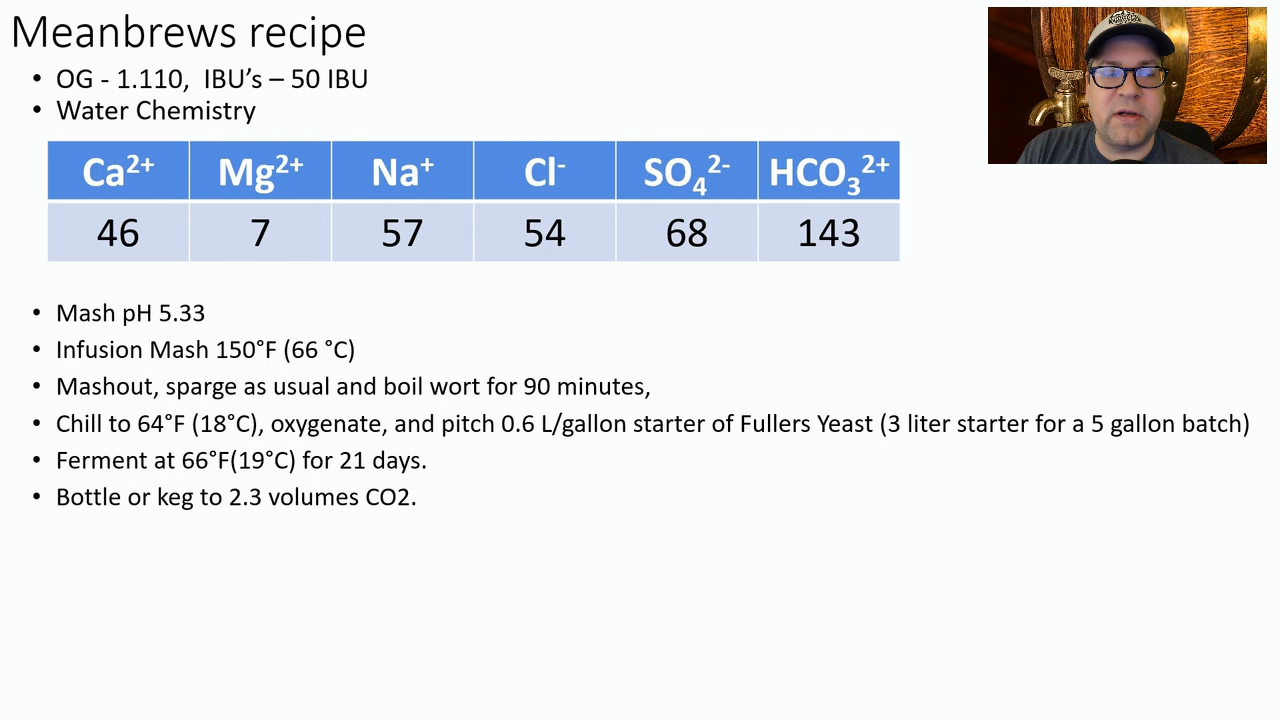 Meanbrews recipe
• OG - 1.110, IBU’s – 50 IBU
• Water Chemistry
Ca²⁺ Mg²⁺ Na⁺ Cl⁻ SO₄²⁻ HCO₃²⁺
46 7 57 54 68 143
• Mash pH 5.33
• Infusion Mash 150°F (66 °C)
• Mashout, sparge as usual and boil wort for 90 minutes,
• Chill to 64°F (18°C), oxygenate, and pitch 0.6 L/gallon starter of Fullers Yeast (3 liter starter for a 5 gallon batch)
• Ferment at 66°F(19°C) for 21 days.
• Bottle or keg to 2.3 volumes CO2.